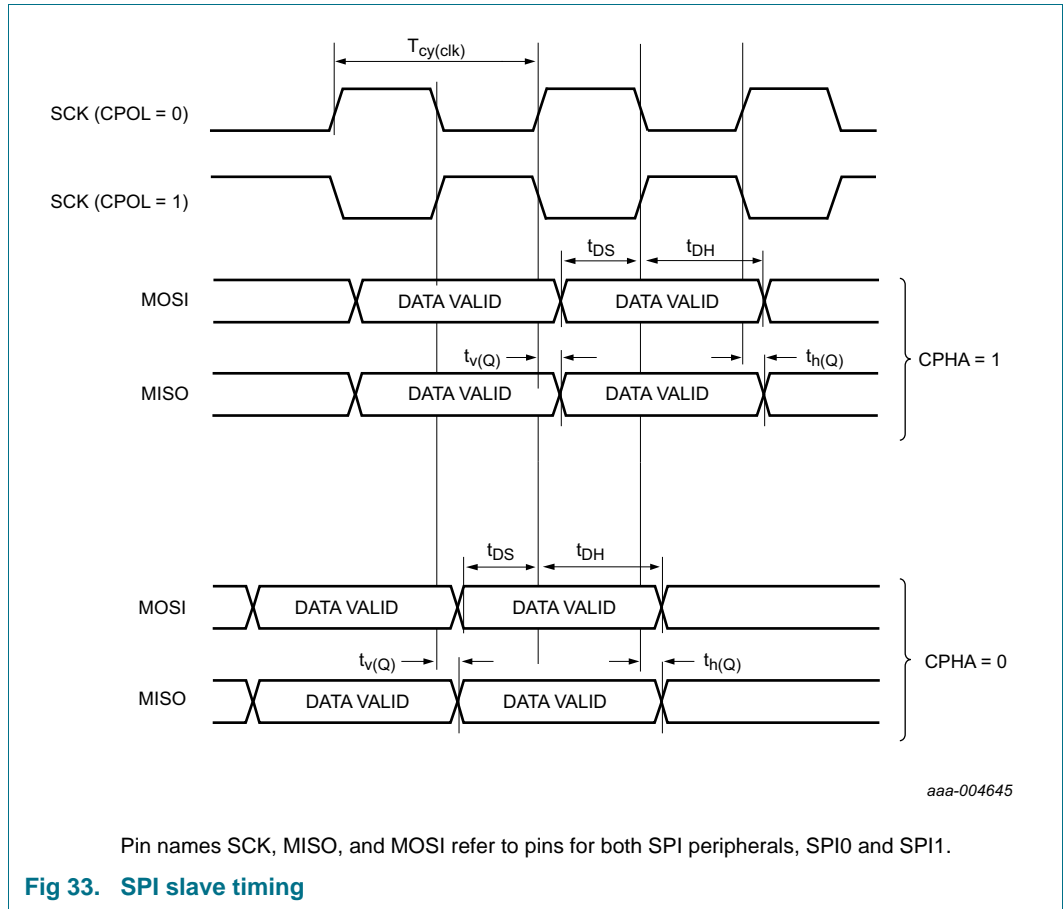 Tcy(clk)
SCK (CPOL = 0)
SCK (CPOL = 1)
tDS tDH
MOSI DATA VALID DATA VALID
tv(Q) th(Q)
CPHA = 1
MISO DATA VALID DATA VALID
tDS tDH
MOSI DATA VALID DATA VALID
tv(Q) th(Q)
CPHA = 0
MISO DATA VALID DATA VALID
aaa-004645
Pin names SCK, MISO, and MOSI refer to pins for both SPI peripherals, SPI0 and SPI1.
Fig 33. SPI slave timing